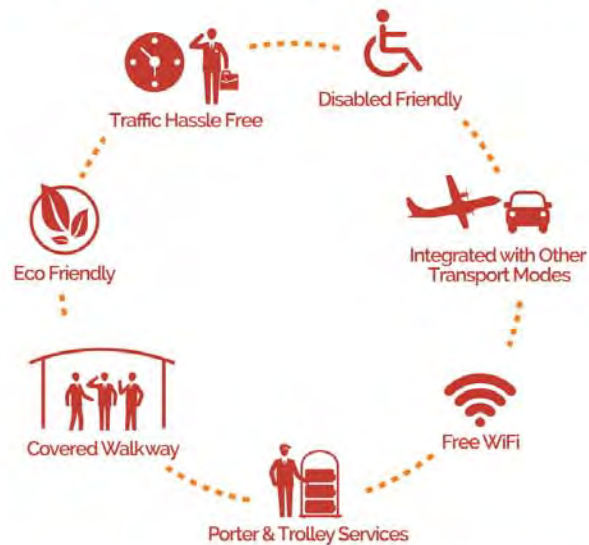 Traffic Hassle Free
Disabled Friendly
Integrated with Other
Transport Modes
Free WiFi
Porter & Trolley Services
Covered Walkway
Eco Friendly